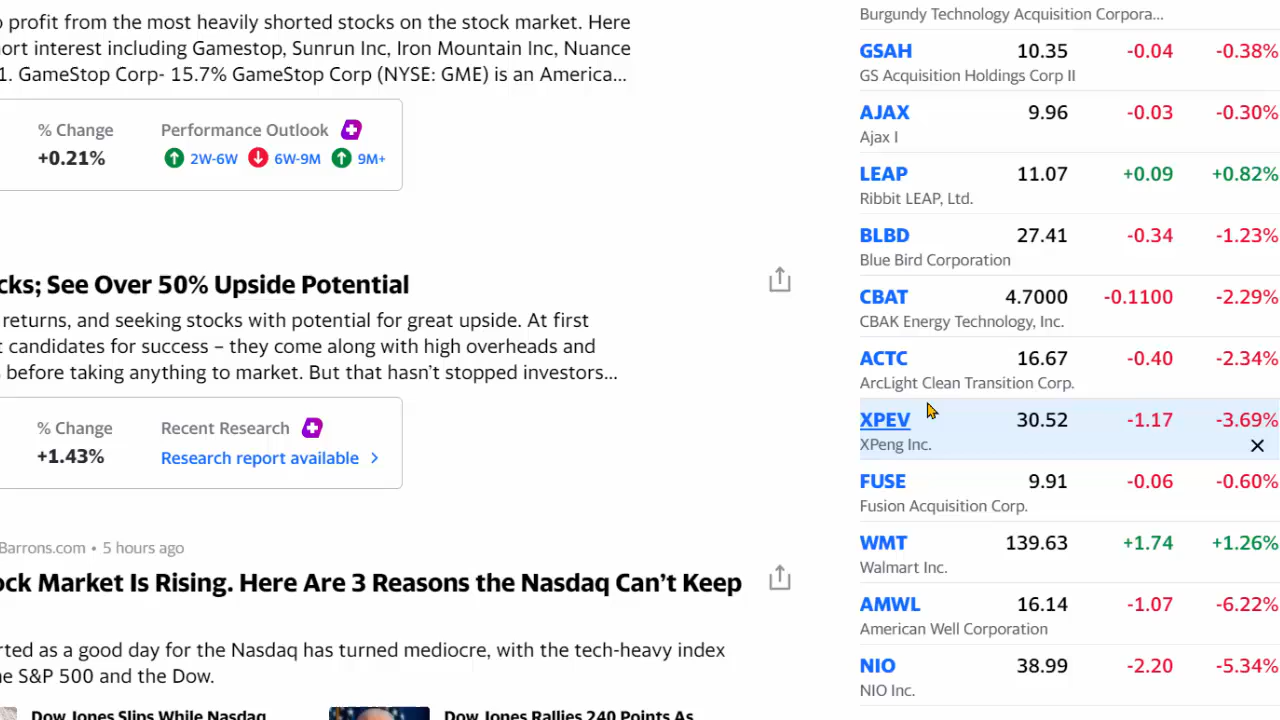 o profit from the most heavily shorted stocks on the stock market. Here
ort interest including Gamestop, Sunrun Inc, Iron Mountain Inc, Nuance
1. GameStop Corp- 15.7% GameStop Corp (NYSE: GME) is an America...
% Change Performance Outlook
+0.21% 2W-6W 6W-9M 9M+
cks; See Over 50% Upside Potential
returns, and seeking stocks with potential for great upside. At first
t candidates for success – they come along with high overheads and
before taking anything to market. But that hasn't stopped investors...
% Change Recent Research
+1.43% Research report available >
Barrons.com • 5 hours ago
ock Market Is Rising. Here Are 3 Reasons the Nasdaq Can't Keep
rted as a good day for the Nasdaq has turned mediocre, with the tech-heavy index
he S&P 500 and the Dow.
Dow Jones Slips While Nasdaq
Dow Jones Rallies 240 Points As
Burgundy Technology Acquisition Corpora...
GSAH 10.35 -0.04 -0.38%
GS Acquisition Holdings Corp II
AJAX 9.96 -0.03 -0.30%
Ajax I
LEAP 11.07 +0.09 +0.82%
Ribbit LEAP, Ltd.
BLBD 27.41 -0.34 -1.23%
Blue Bird Corporation
CBAT 4.7000 -0.1100 -2.29%
CBAK Energy Technology, Inc.
ACTC 16.67 -0.40 -2.34%
ArcLight Clean Transition Corp.
XPEV 30.52 -1.17 -3.69%
XPeng Inc.
FUSE 9.91 -0.06 -0.60%
Fusion Acquisition Corp.
WMT 139.63 +1.74 +1.26%
Walmart Inc.
AMWL 16.14 -1.07 -6.22%
American Well Corporation
NIO 38.99 -2.20 -5.34%
NIO Inc.